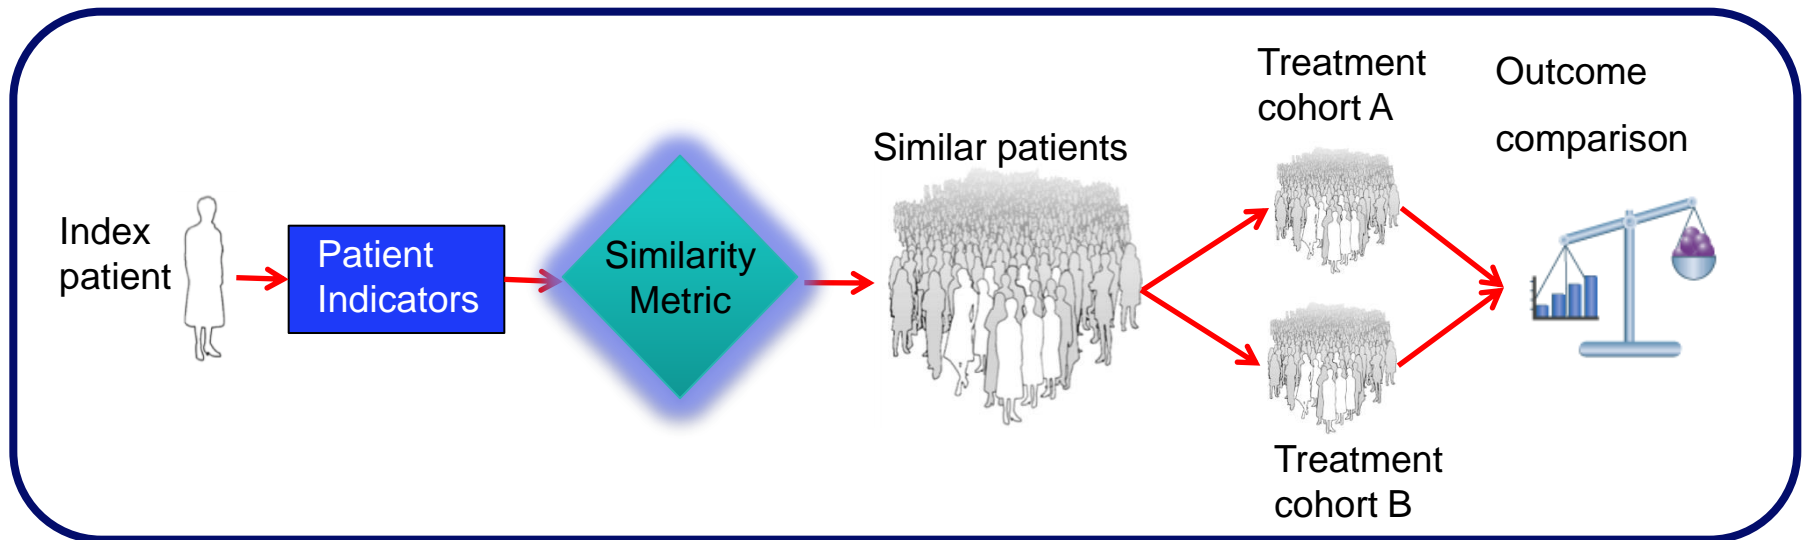 Index
patient
Patient
Indicators
Similarity
Metric
Similar patients
Treatment
cohort A
Treatment
cohort B
Outcome
comparison